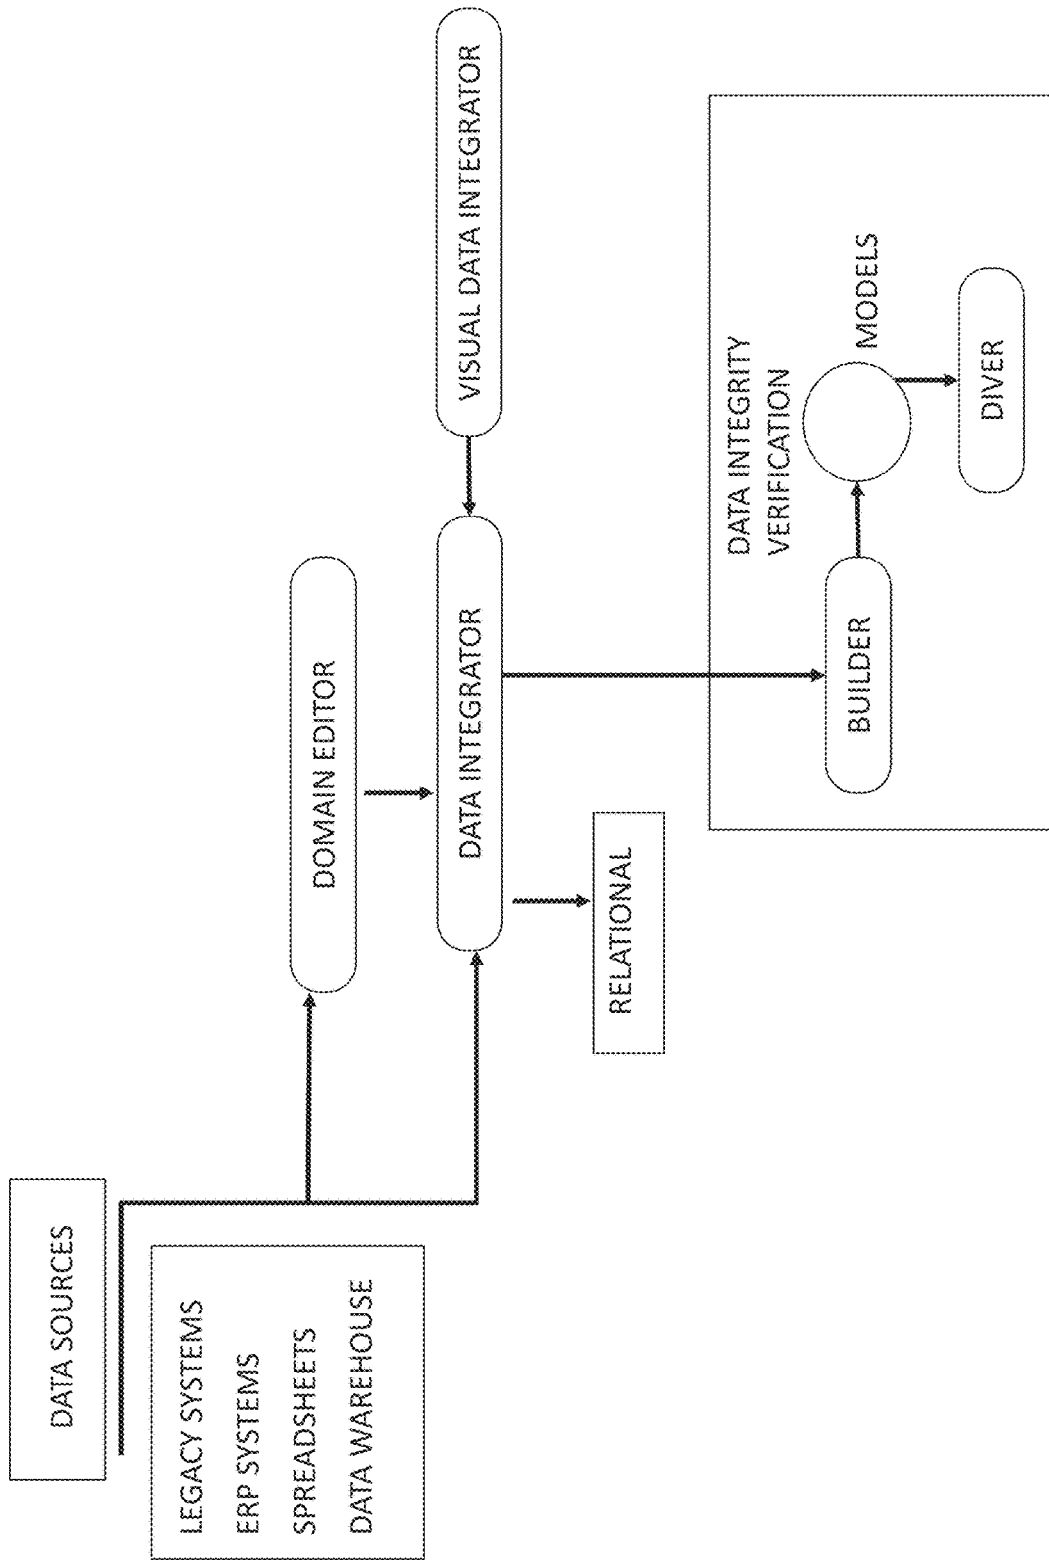 DATA SOURCES
LEGACY SYSTEMS
ERP SYSTEMS
SPREADSHEETS
DATA WAREHOUSE
DOMAIN EDITOR
DATA INTEGRATOR
VISUAL DATA INTEGRATOR
RELATIONAL
DATA INTEGRITY
VERIFICATION
BUILDER
MODELS
DIVER